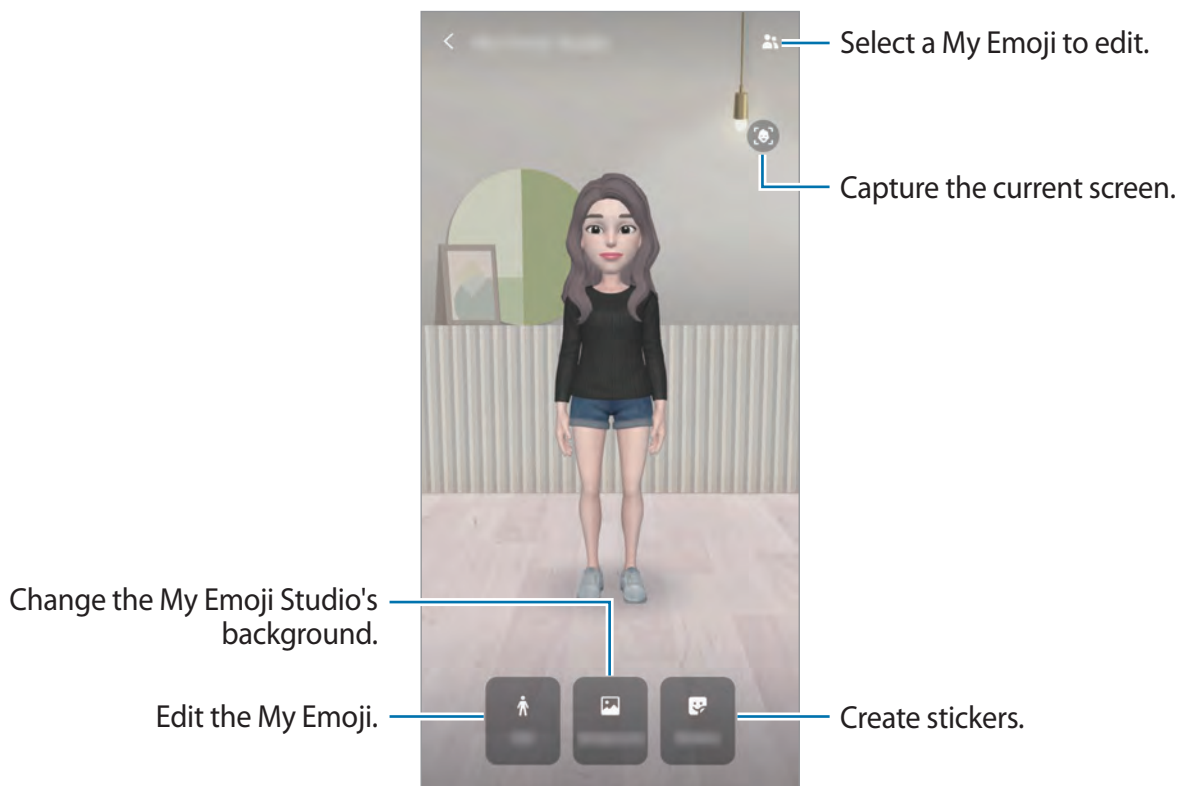 Select a My Emoji to edit.
Capture the current screen.
Change the My Emoji Studio's
background.
Edit the My Emoji.
Create stickers.